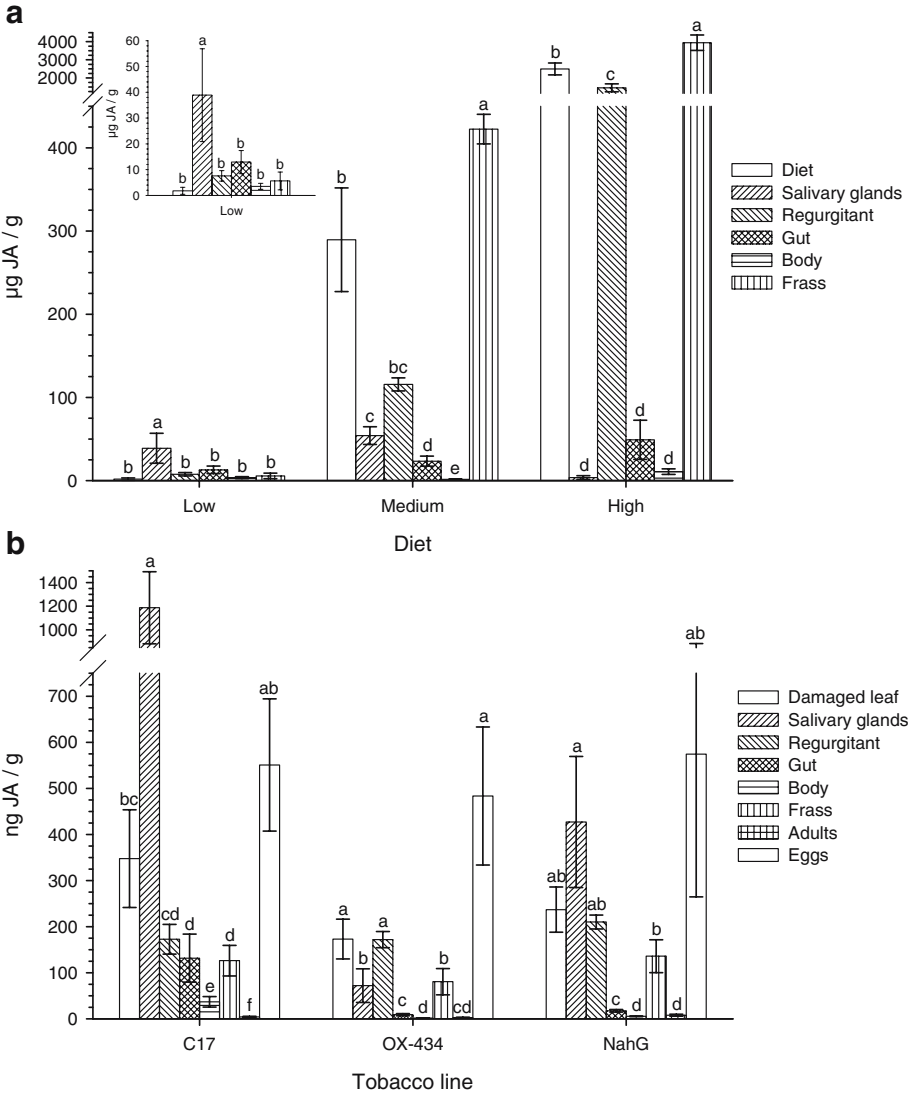 a
4000
3000
2000
400
300
200
100
0
µg JA / g
60
50
40
30
20
10
0
µg JA / g
b
a
b
b
b
b
Low
b
a
b
b
b
b
b
c
bc
d
e
a
b
d
c
d
d
a
Low
Medium
High
Diet
Diet
Salivary glands
Regurgitant
Gut
Body
Frass
b
1400
1200
1000
700
600
500
400
300
200
100
0
ng JA / g
bc
a
cd
d
e
d
f
ab
a
b
a
c
d
b
cd
a
ab
a
ab
c
d
b
d
ab
C17
OX-434
NahG
Tobacco line
Damaged leaf
Salivary glands
Regurgitant
Gut
Body
Frass
Adults
Eggs